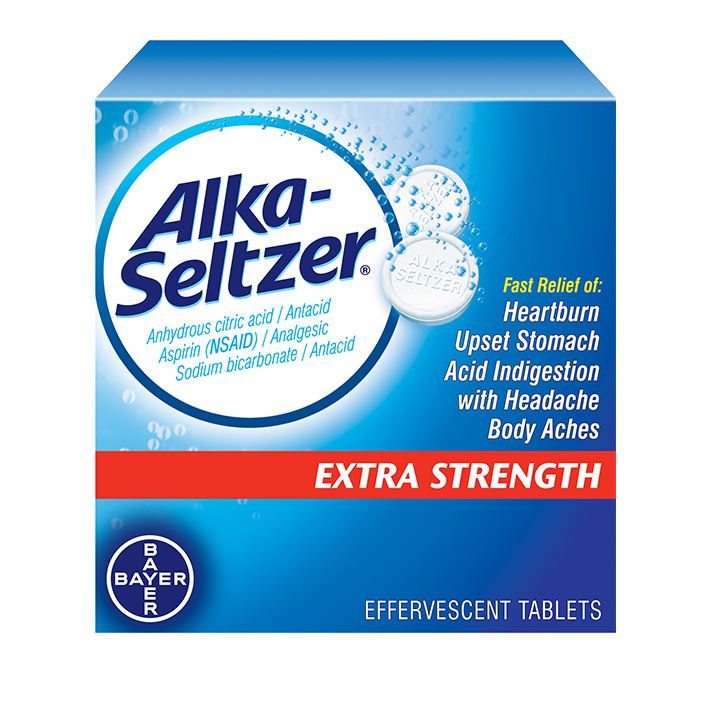 Alka-
Seltzer®
Anhydrous citric acid / Antacid
Aspirin (NSAID) / Analgesic
Sodium bicarbonate / Antacid
ALKA
SELTZER
Fast Relief of:
Heartburn
Upset Stomach
Acid Indigestion
with Headache
Body Aches
EXTRA STRENGTH
BAYER
BAYER
EFFERVESCENT TABLETS